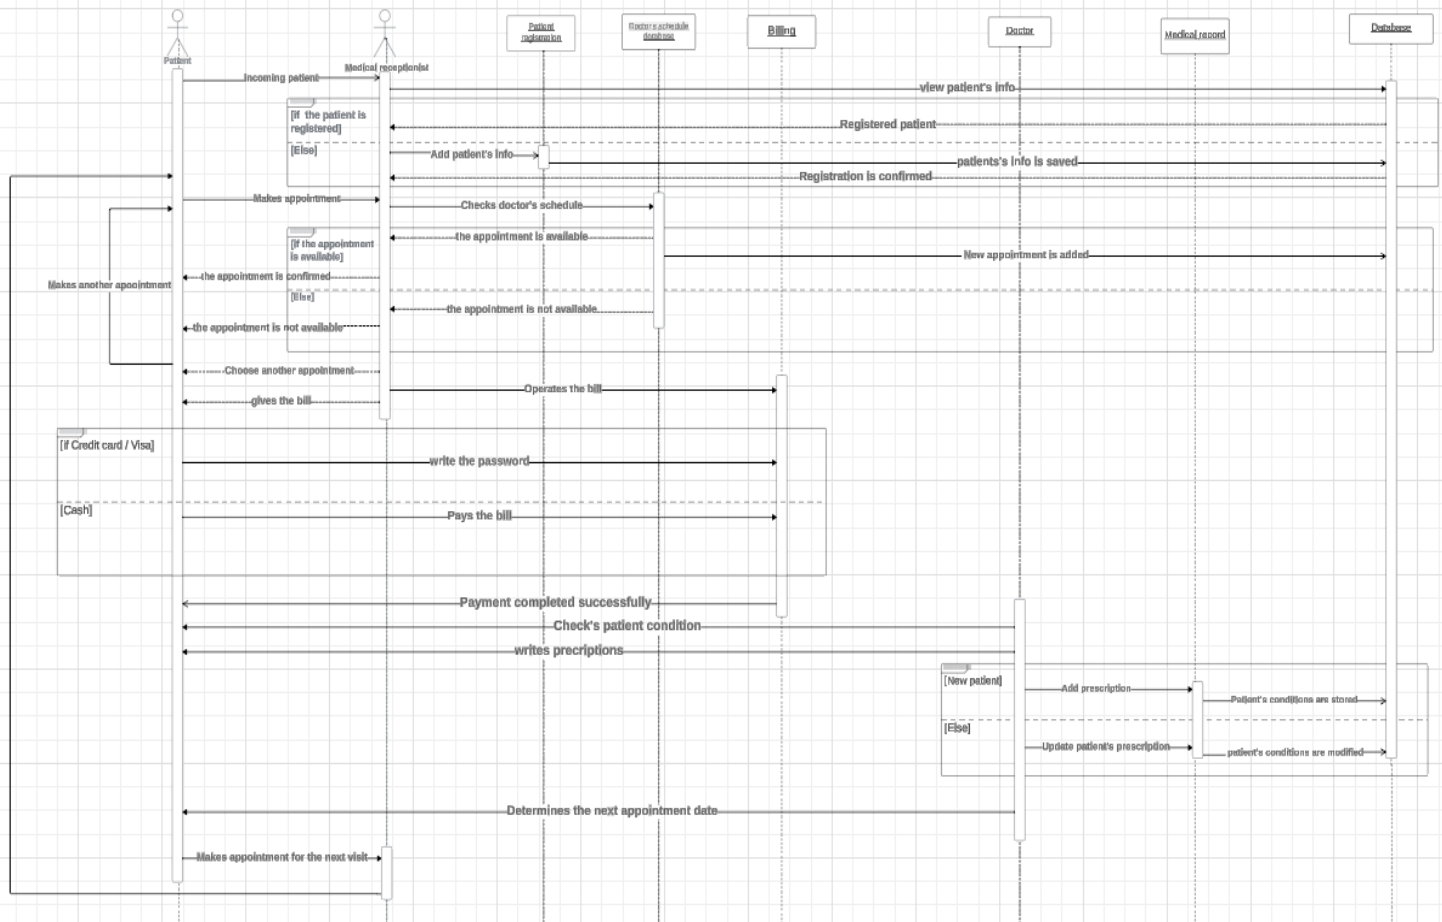 Patient
Medical receptionist
Patient
registration
Doctor's schedule
database
Billing
Doctor
Medical record
Database
Incoming patient
view patient's info
[if the patient is
registered]
Registered patient
[Else]
Add patient's info
patients's info is saved
Registration is confirmed
Makes appointment
Checks doctor's schedule
[if the appointment
is available]
the appointment is available
New appointment is added
the appointment is confirmed
Makes another apointment
[Else]
the appointment is not available
the appointment is not available
Choose another appointment
Operates the bill
gives the bill
[if Credit card / Visa]
write the password
[Cash]
Pays the bill
Payment completed successfully
Check's patient condition
writes precriptions
[New patient]
Add prescription
Patient's conditions are stored
[Else]
Update patient's prescription
patient's conditions are modified
Determines the next appointment date
Makes appointment for the next visit